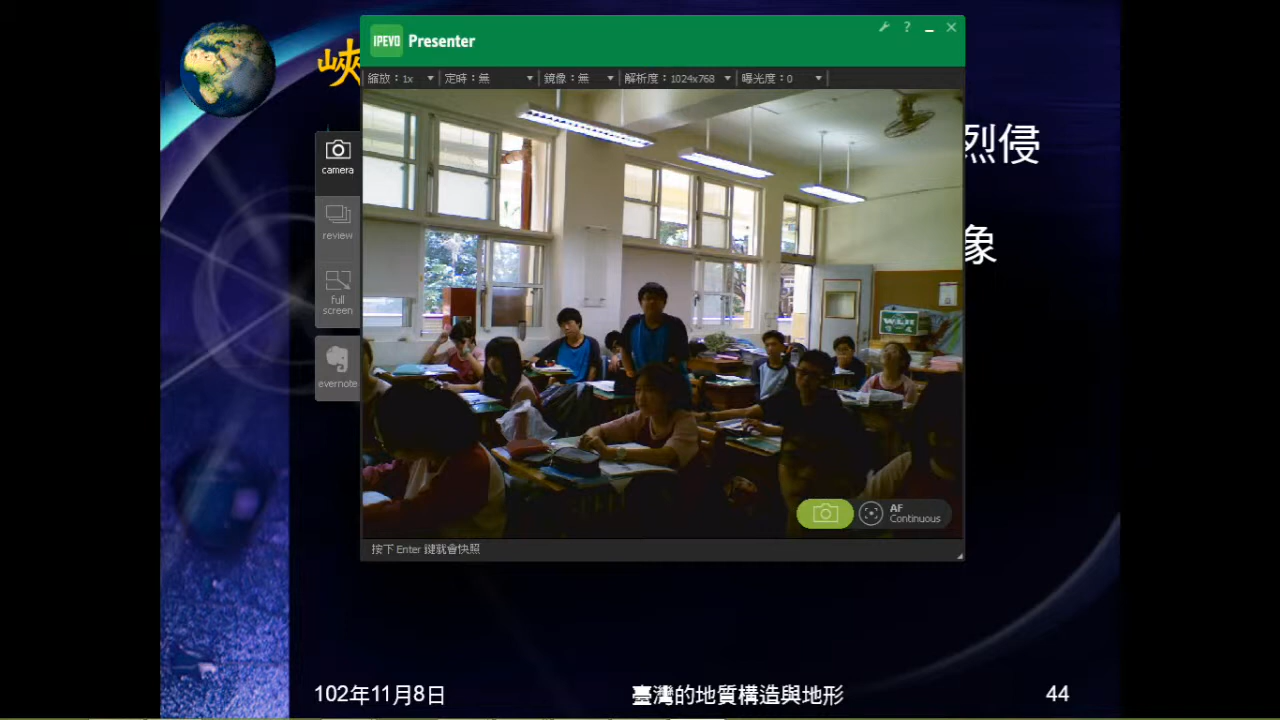 峽
IPEVO Presenter
?
縮放：1x
定時：無
鏡像：無
解析度：1024x768
曝光度：0
camera
烈侵
review
象
full
screen
evernote
AF
Continuous
按下 Enter 鍵就會快照
102年11月8日
臺灣的地質構造與地形
44